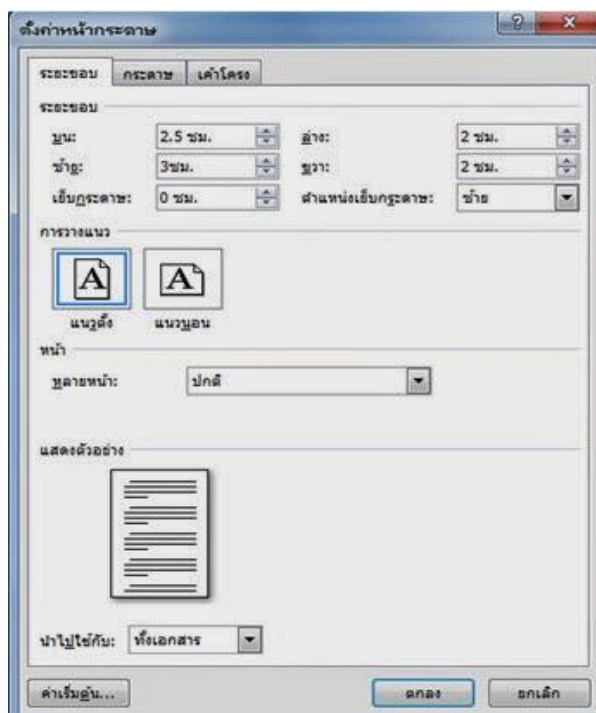 ตั้งค่าหน้ากระดาษ
ระยะขอบ กระดาษ เค้าโครง
ระยะขอบ
บน: 2.5 ซม. ล่าง: 2 ซม.
ซ้าย: 3ซม. ขวา: 2 ซม.
เย็บกระดาษ: 0 ซม. ตำแหน่งเย็บกระดาษ: ซ้าย
การวางแนว
A A
แนวตั้ง แนวนอน
หน้า
หลายหน้า: ปกติ
แสดงตัวอย่าง
นำไปใช้กับ: ทั้งเอกสาร
ค่าเริ่มต้น... ตกลง ยกเลิก